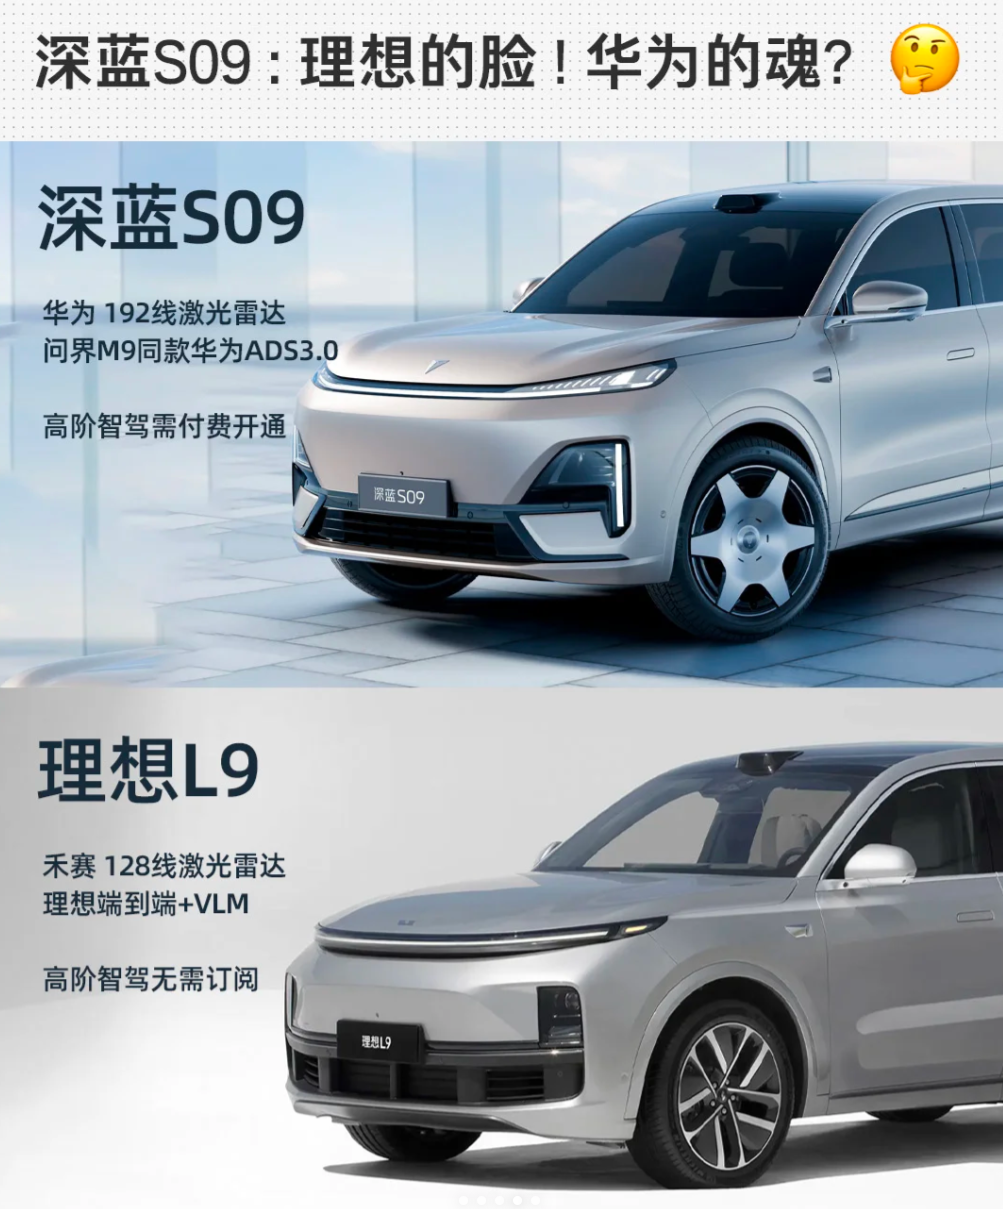 深蓝S09：理想的脸！华为的魂？🤔
深蓝S09
华为 192线激光雷达
问界M9同款华为ADS3.0
高阶智驾需付费开通
深蓝S09
理想L9
禾赛 128线激光雷达
理想端到端+VLM
高阶智驾无需订阅
理想L9